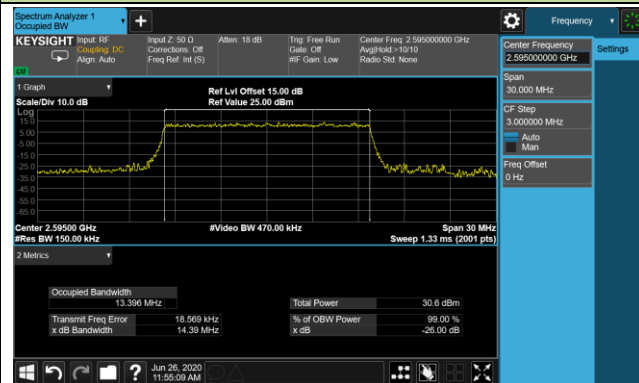 Spectrum Analyzer 1
Occupied BW
Frequency
KEYSIGHT
Input: RF
Coupling: DC
Align: Auto
Input Z: 50 Ω
Corrections: Off
Freq Ref: Int (S)
Atten: 18 dB
Trig: Free Run
Gate: Off
#IF Gain: Low
Center Freq: 2.595000000 GHz
Avg|Hold:>10/10
Radio Std: None
LXI
Center Frequency
2.595000000 GHz
Settings
Span
30.000 MHz
CF Step
3.000000 MHz
Auto
Man
Freq Offset
0 Hz
1 Graph
Scale/Div 10.0 dB
Ref Lvl Offset 15.00 dB
Ref Value 25.00 dBm
Log
15.0
5.00
-5.00
-15.0
-25.0
-35.0
-45.0
-55.0
-65.0
Center 2.59500 GHz
#Res BW 150.00 kHz
#Video BW 470.00 kHz
Span 30 MHz
Sweep 1.33 ms (2001 pts)
2 Metrics
Occupied Bandwidth
13.396 MHz
Total Power 30.6 dBm
Transmit Freq Error 18.569 kHz
% of OBW Power 99.00 %
x dB Bandwidth 14.39 MHz
x dB -26.00 dB
Jun 26, 2020
11:55:09 AM